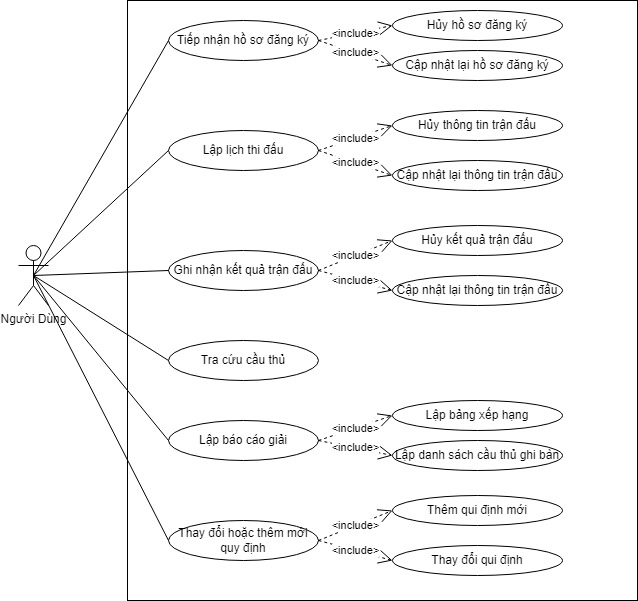 Tiếp nhận hồ sơ đăng ký
<include>
<include>
Hủy hồ sơ đăng ký
Cập nhật lại hồ sơ đăng ký
Lập lịch thi đấu
<include>
<include>
Hủy thông tin trận đấu
Cập nhật lại thông tin trận đấu
Người Dùng
Ghi nhận kết quả trận đấu
<include>
<include>
Hủy kết quả trận đấu
Cập nhật lại thông tin trận đấu
Tra cứu cầu thủ
Lập báo cáo giải
<include>
<include>
Lập bảng xếp hạng
Lập danh sách cầu thủ ghi bàn
Thay đổi hoặc thêm mới
quy định
<include>
<include>
Thêm qui định mới
Thay đổi qui định